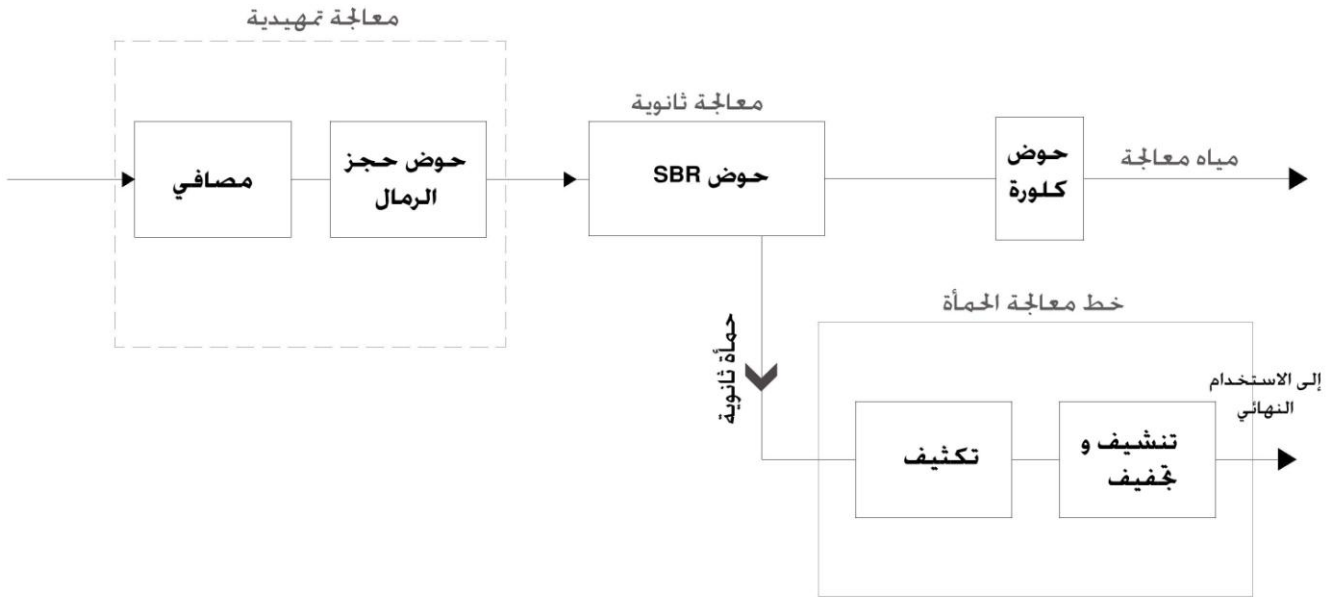 معالجة تمهيدية
مصافي
حوض حجز
الرمال
معالجة ثانوية
حوض SBR
حوض
كلورة
مياه معالجة
حمأة ثانوية
خط معالجة الحمأة
تكثيف
تنشيف و
تجفيف
إلى الاستخدام
النهائي